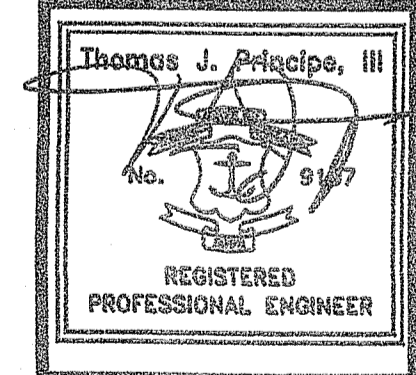 Thomas J. Principe, III
No.
REGISTERED
PROFESSIONAL ENGINEER